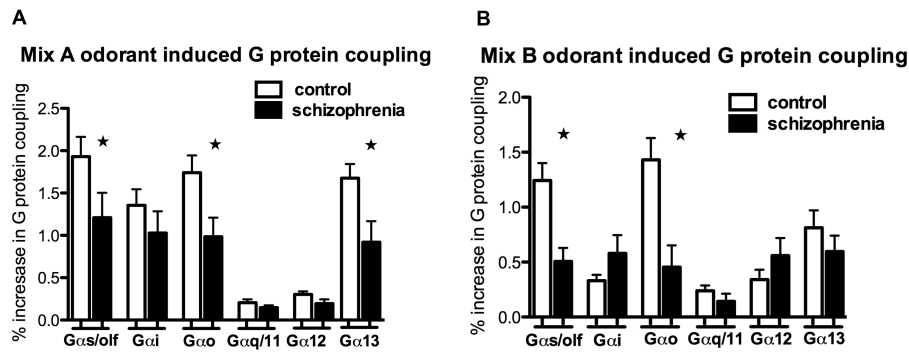 A
Mix A odorant induced G protein coupling
control
schizophrenia
% incresase in G protein coupling
2.5
2.0
1.5
1.0
0.5
0.0
★
★
★
Gαs/olf Gαi Gαo Gαq/11 Gα12 Gα13
B
Mix B odorant induced G protein coupling
control
schizophrenia
% increase in G protein coupling
2.0
1.5
1.0
0.5
0.0
★
★
Gαs/olf Gαi Gαo Gαq/11 Gα12 Gα13